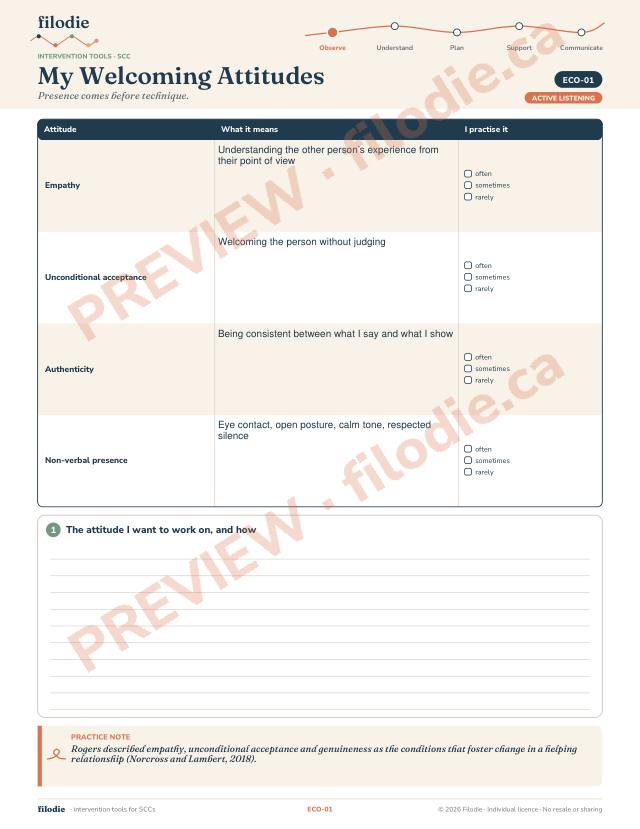 filodie
Observe Understand Plan Support Communicate
INTERVENTION TOOLS · SCC
My Welcoming Attitudes
Presence comes before technique.
ECO-01
ACTIVE LISTENING
Attitude What it means I practise it
Empathy
Understanding the other person's experience from
their point of view
often
sometimes
rarely
Unconditional acceptance
Welcoming the person without judging
often
sometimes
rarely
Authenticity
Being consistent between what I say and what I show
often
sometimes
rarely
Non-verbal presence
Eye contact, open posture, calm tone, respected
silence
often
sometimes
rarely
PREVIEW · filodie.ca
PREVIEW · filodie.ca
1 The attitude I want to work on, and how
PRACTICE NOTE
Rogers described empathy, unconditional acceptance and genuineness as the conditions that foster change in a helping
relationship (Norcross and Lambert, 2018).
filodie · intervention tools for SCCs ECO-01 © 2026 Filodie · Individual licence · No resale or sharing